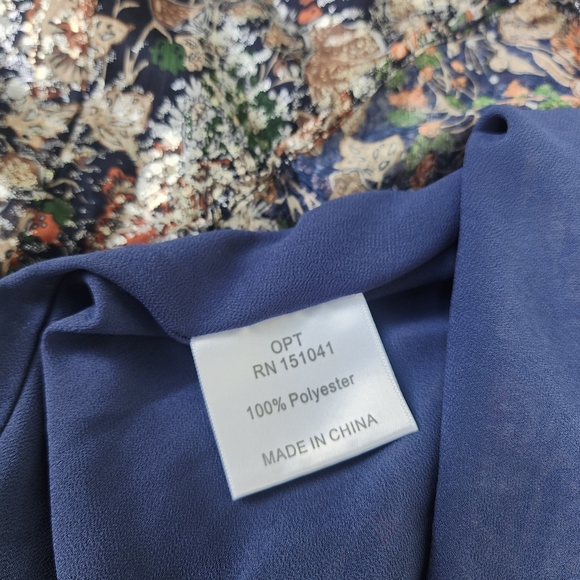 OPT
RN 151041
100% Polyester
MADE IN CHINA